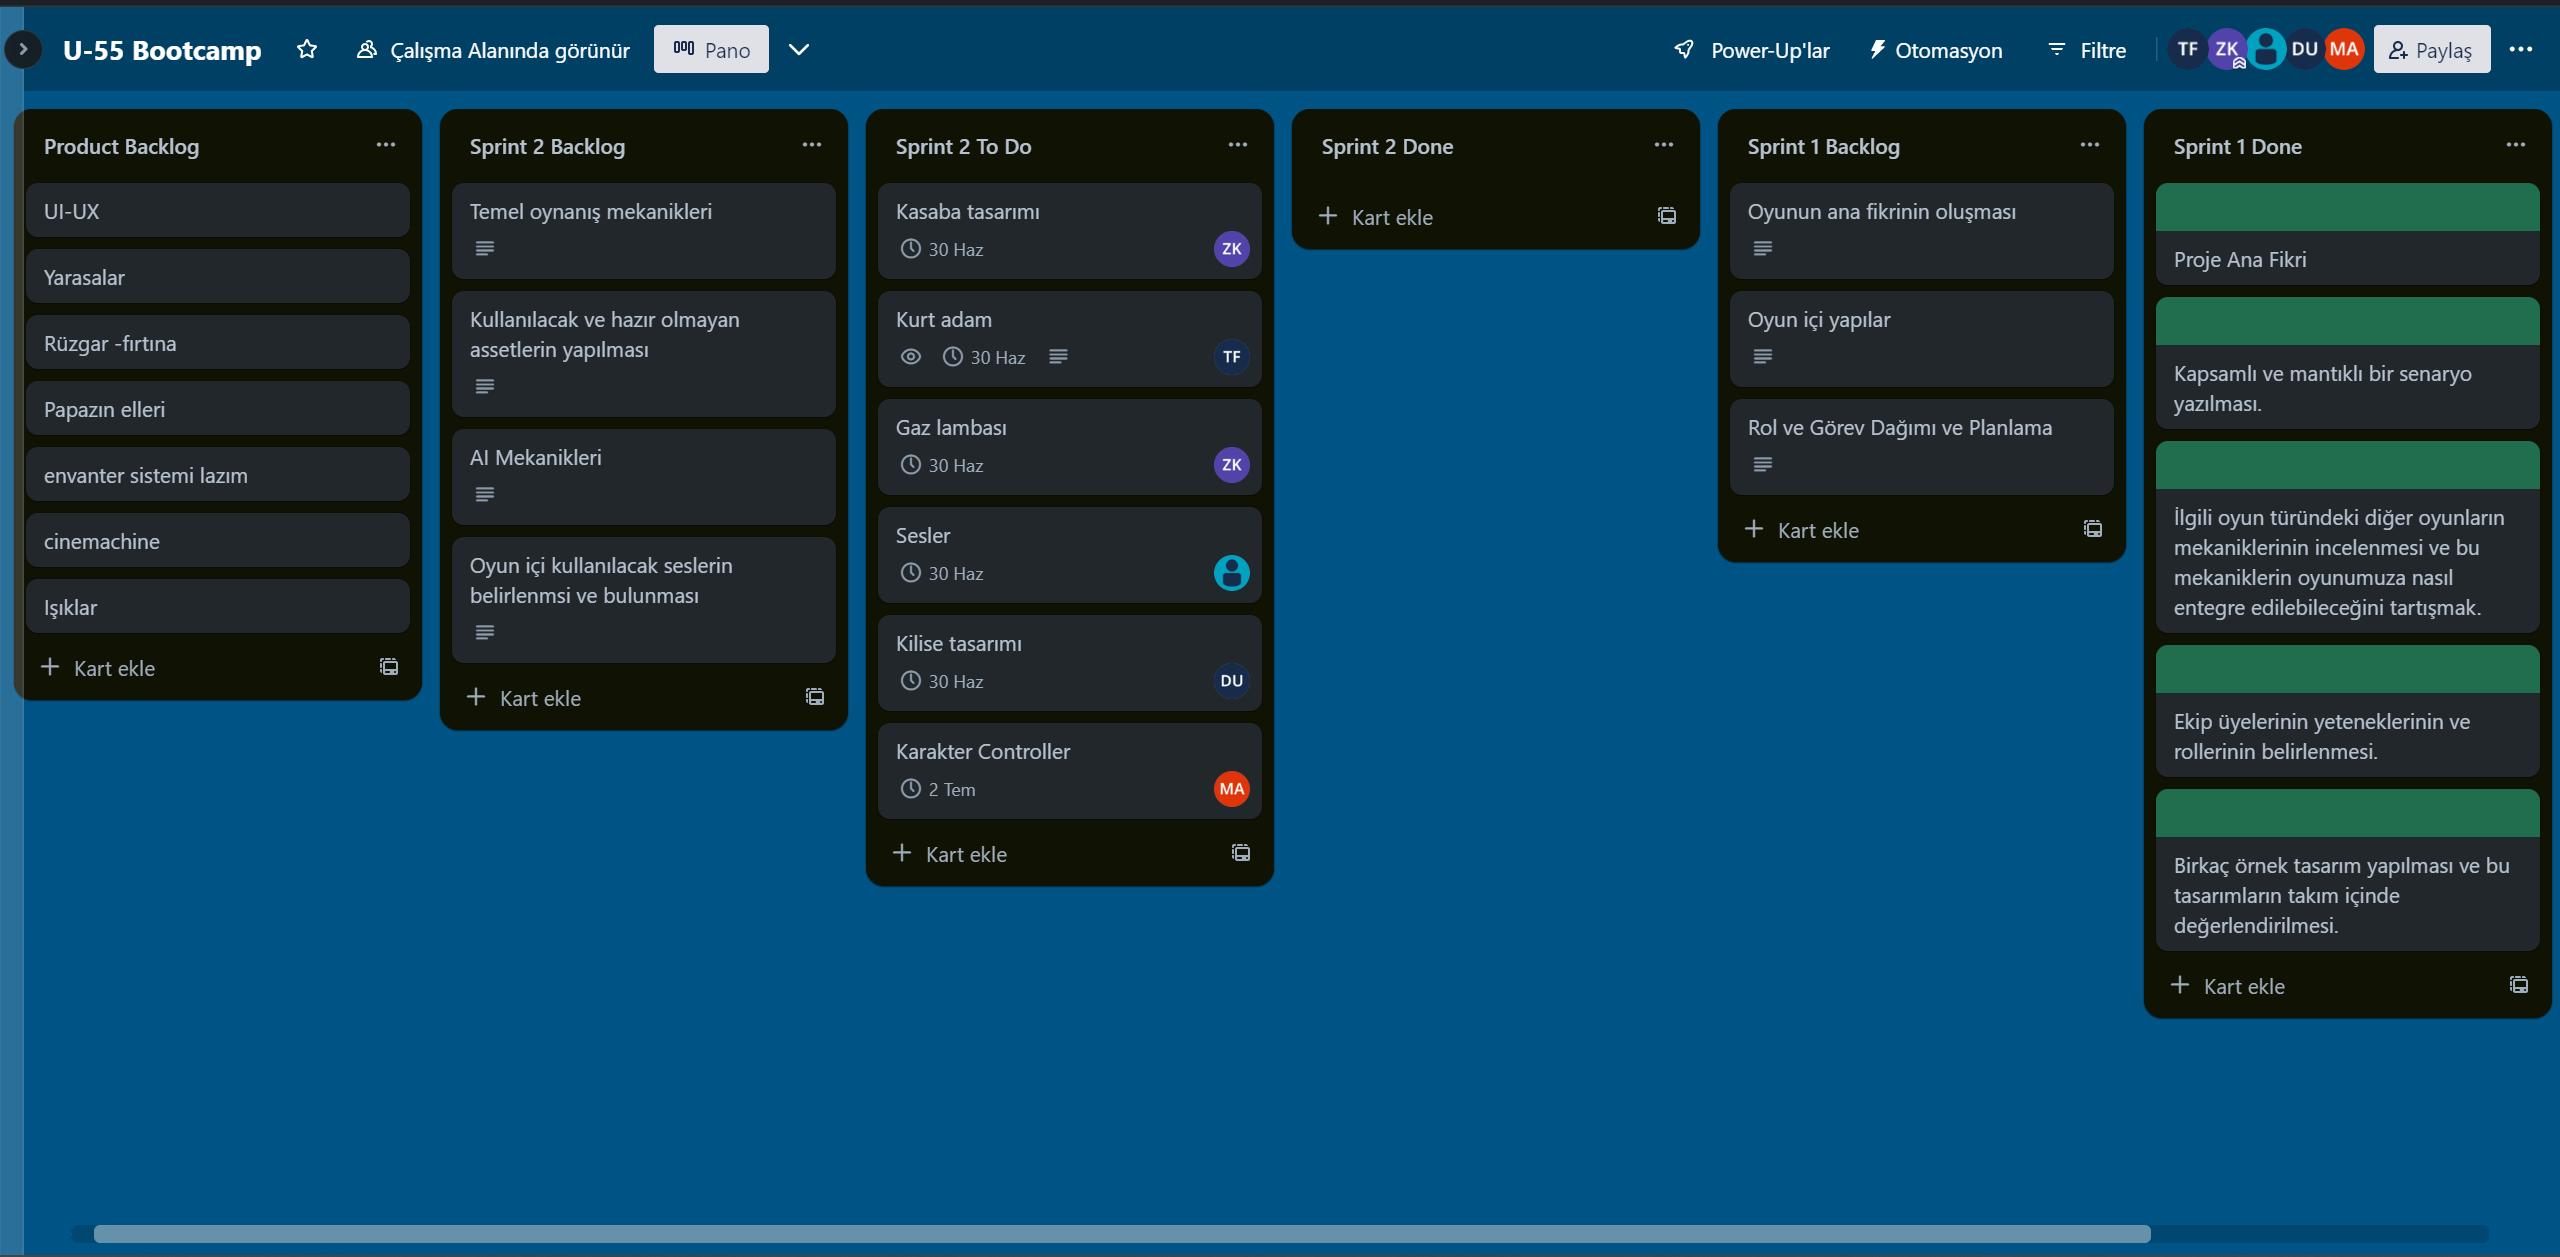 U-55 Bootcamp
Çalışma Alanında görünür
Pano
Power-Up'lar
Otomasyon
Filtre
TF
ZK
DU
MA
Paylaş
Product Backlog
UI-UX
Yarasalar
Rüzgar -fırtına
Papazın elleri
envanter sistemi lazım
cinemachine
Işıklar
Kart ekle
Sprint 2 Backlog
Temel oynanış mekanikleri
Kullanılacak ve hazır olmayan
assetlerin yapılması
AI Mekanikleri
Oyun içi kullanılacak seslerin
belirlenmsi ve bulunması
Kart ekle
Sprint 2 To Do
Kasaba tasarımı
30 Haz
ZK
Kurt adam
30 Haz
TF
Gaz lambası
30 Haz
ZK
Sesler
30 Haz
Kilise tasarımı
30 Haz
DU
Karakter Controller
2 Tem
MA
Kart ekle
Sprint 2 Done
Kart ekle
Sprint 1 Backlog
Oyunun ana fikrinin oluşması
Oyun içi yapılar
Rol ve Görev Dağımı ve Planlama
Kart ekle
Sprint 1 Done
Proje Ana Fikri
Kapsamlı ve mantıklı bir senaryo
yazılması.
İlgili oyun türündeki diğer oyunların
mekaniklerinin incelenmesi ve bu
mekaniklerin oyunumuza nasıl
entegre edilebileceğini tartışmak.
Ekip üyelerinin yeteneklerinin ve
rollerinin belirlenmesi.
Birkaç örnek tasarım yapılması ve bu
tasarımların takım içinde
değerlendirilmesi.
Kart ekle